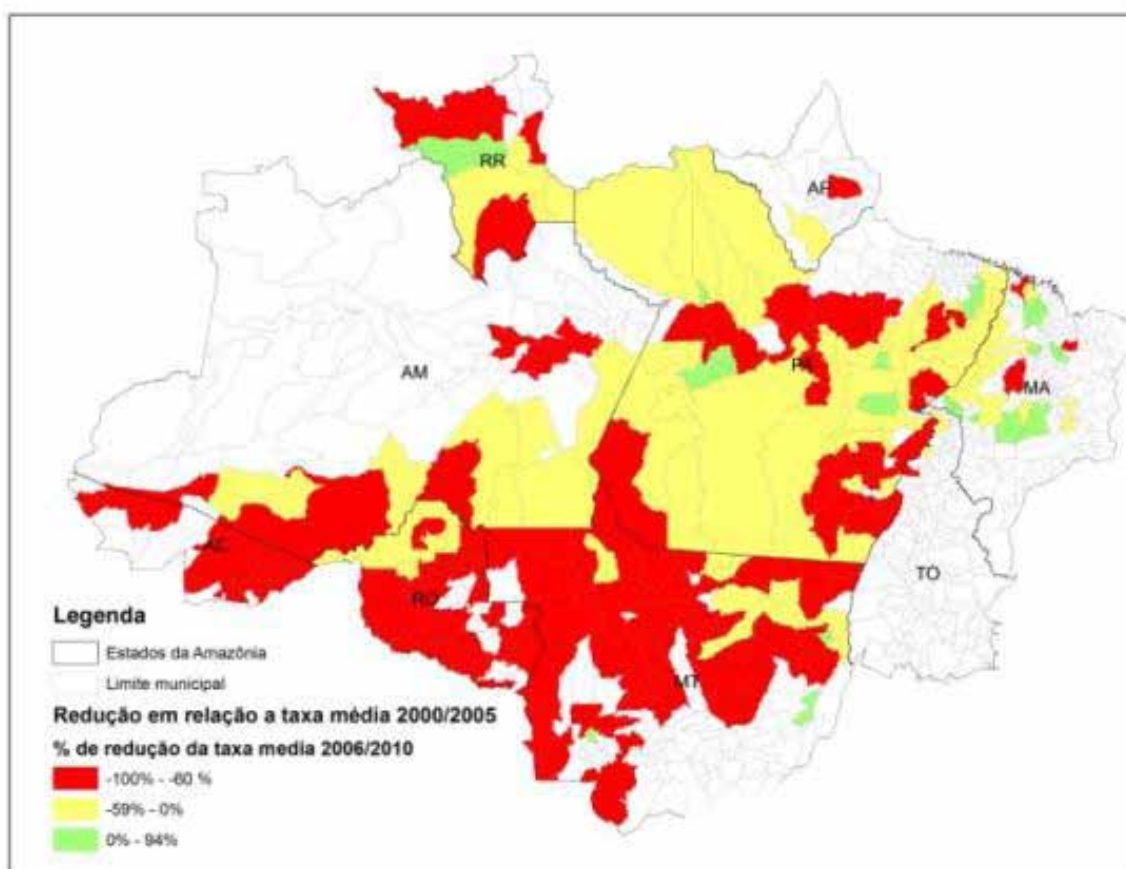 RR
AP
AM
PA
MA
AC
RO
TO
MT
Legenda
Estados da Amazônia
Limite municipal
Redução em relação a taxa média 2000/2005
% de redução da taxa media 2006/2010
-100% - -60 %
-59% - 0%
0% - 94%